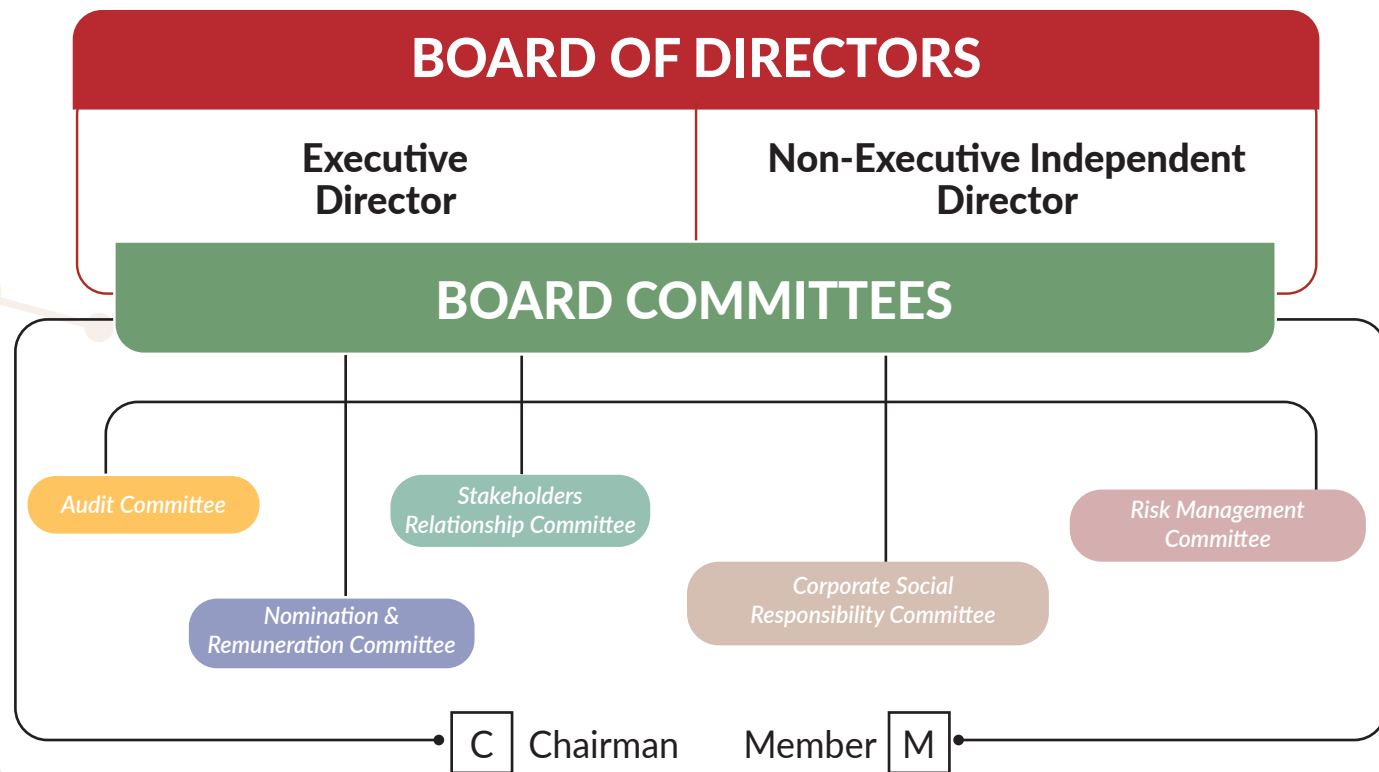 BOARD OF DIRECTORS
Executive
Director
Non-Executive Independent
Director
BOARD COMMITTEES
Audit Committee
Stakeholders
Relationship Committee
Risk Management
Committee
Nomination &
Remuneration Committee
Corporate Social
Responsibility Committee
C Chairman
Member M